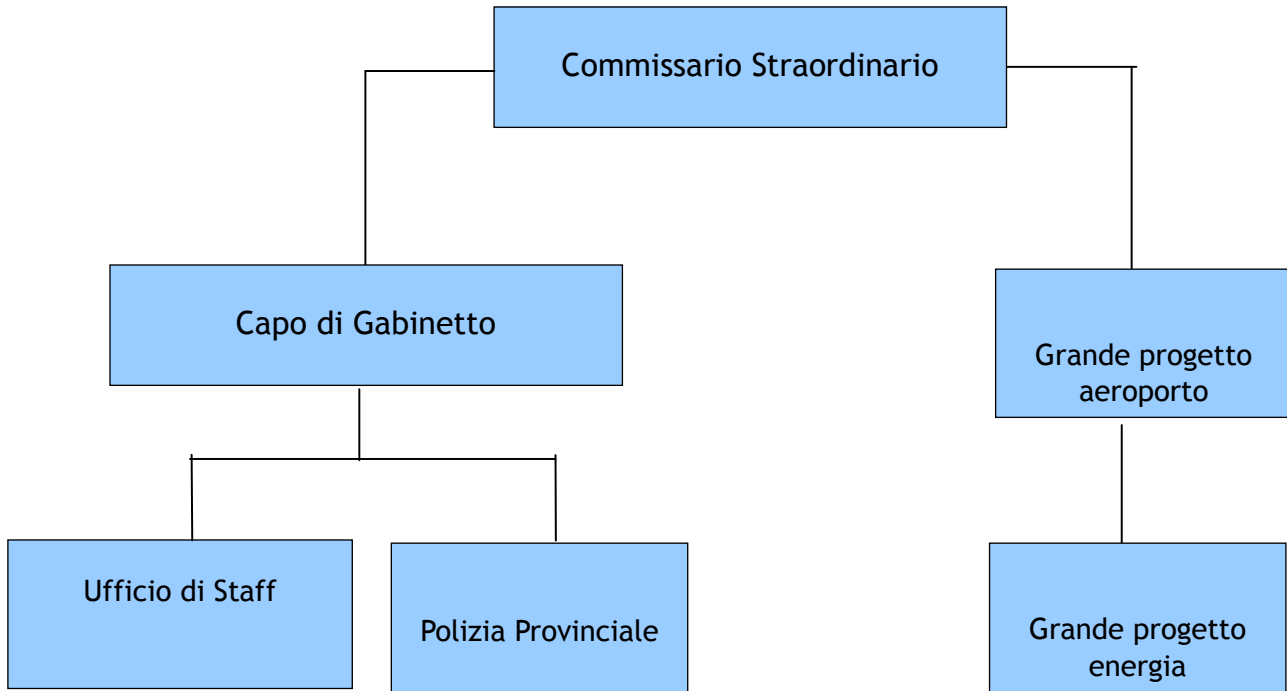 Commissario Straordinario
Capo di Gabinetto
Grande progetto
aeroporto
Ufficio di Staff
Polizia Provinciale
Grande progetto
energia